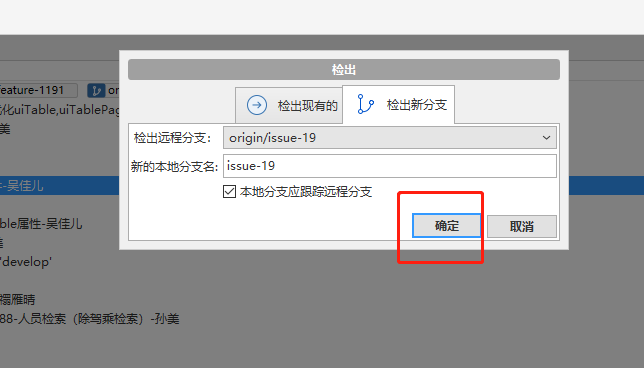 检出
feature-1191
检出现有的
检出新分支
化uiTable,uiTablePag
美
检出远程分支：
origin/issue-19
新的本地分支名:
issue-19
-吴佳儿
本地分支应跟踪远程分支
ble属性-吴佳儿
确定
取消
'develop'
禤雁晴
88-人员检索（除驾乘检索）-孙美